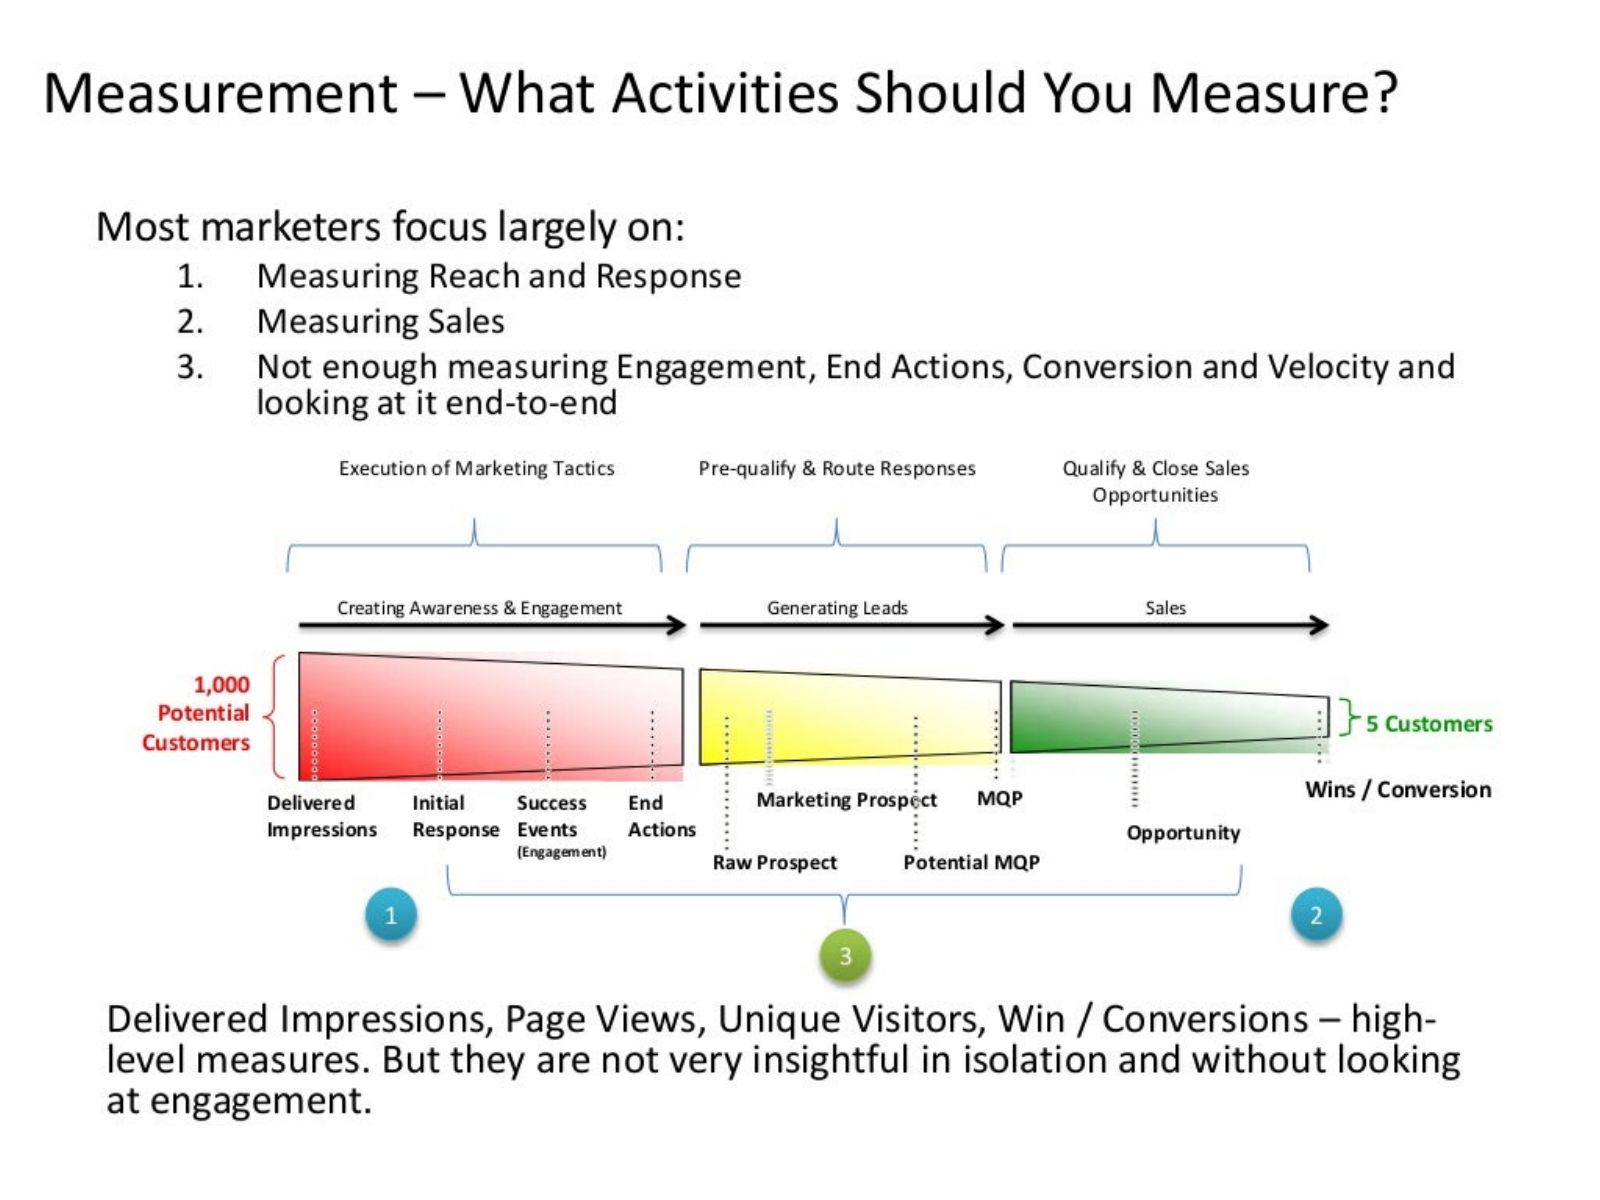 Measurement – What Activities Should You Measure?
Most marketers focus largely on:
1. Measuring Reach and Response
2. Measuring Sales
3. Not enough measuring Engagement, End Actions, Conversion and Velocity and
looking at it end-to-end
Execution of Marketing Tactics
Pre-qualify & Route Responses
Qualify & Close Sales
Opportunities
Creating Awareness & Engagement
Generating Leads
Sales
1,000
Potential
Customers
5 Customers
Delivered
Impressions
Initial
Response
Success
Events
(Engagement)
End
Actions
Raw Prospect
Marketing Prospect
Potential MQP
MQP
Opportunity
Wins / Conversion
1
2
3
Delivered Impressions, Page Views, Unique Visitors, Win / Conversions – high-
level measures. But they are not very insightful in isolation and without looking
at engagement.